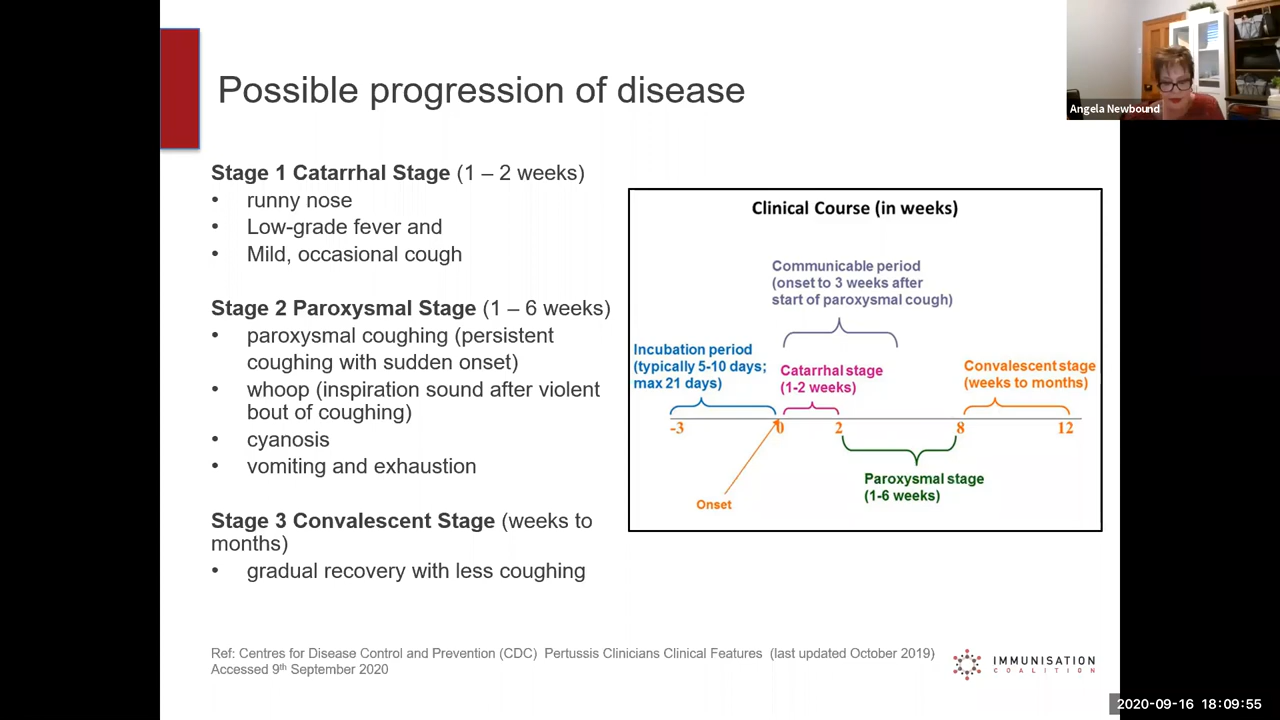 Possible progression of disease
Angela Newbound
Stage 1 Catarrhal Stage (1 – 2 weeks)
• runny nose
• Low-grade fever and
• Mild, occasional cough
Stage 2 Paroxysmal Stage (1 – 6 weeks)
• paroxysmal coughing (persistent
coughing with sudden onset)
• whoop (inspiration sound after violent
bout of coughing)
• cyanosis
• vomiting and exhaustion
Stage 3 Convalescent Stage (weeks to
months)
• gradual recovery with less coughing
Clinical Course (in weeks)
Communicable period
(onset to 3 weeks after
start of paroxysmal cough)
Incubation period
(typically 5-10 days;
max 21 days)
Catarrhal stage
(1-2 weeks)
Convalescent stage
(weeks to months)
-3 0 2 8 12
Paroxysmal stage
(1-6 weeks)
Onset
Ref: Centres for Disease Control and Prevention (CDC) Pertussis Clinicians Clinical Features (last updated October 2019)
Accessed 9th September 2020
IMMUNISATION
COALITION
2020-09-16 18:09:55